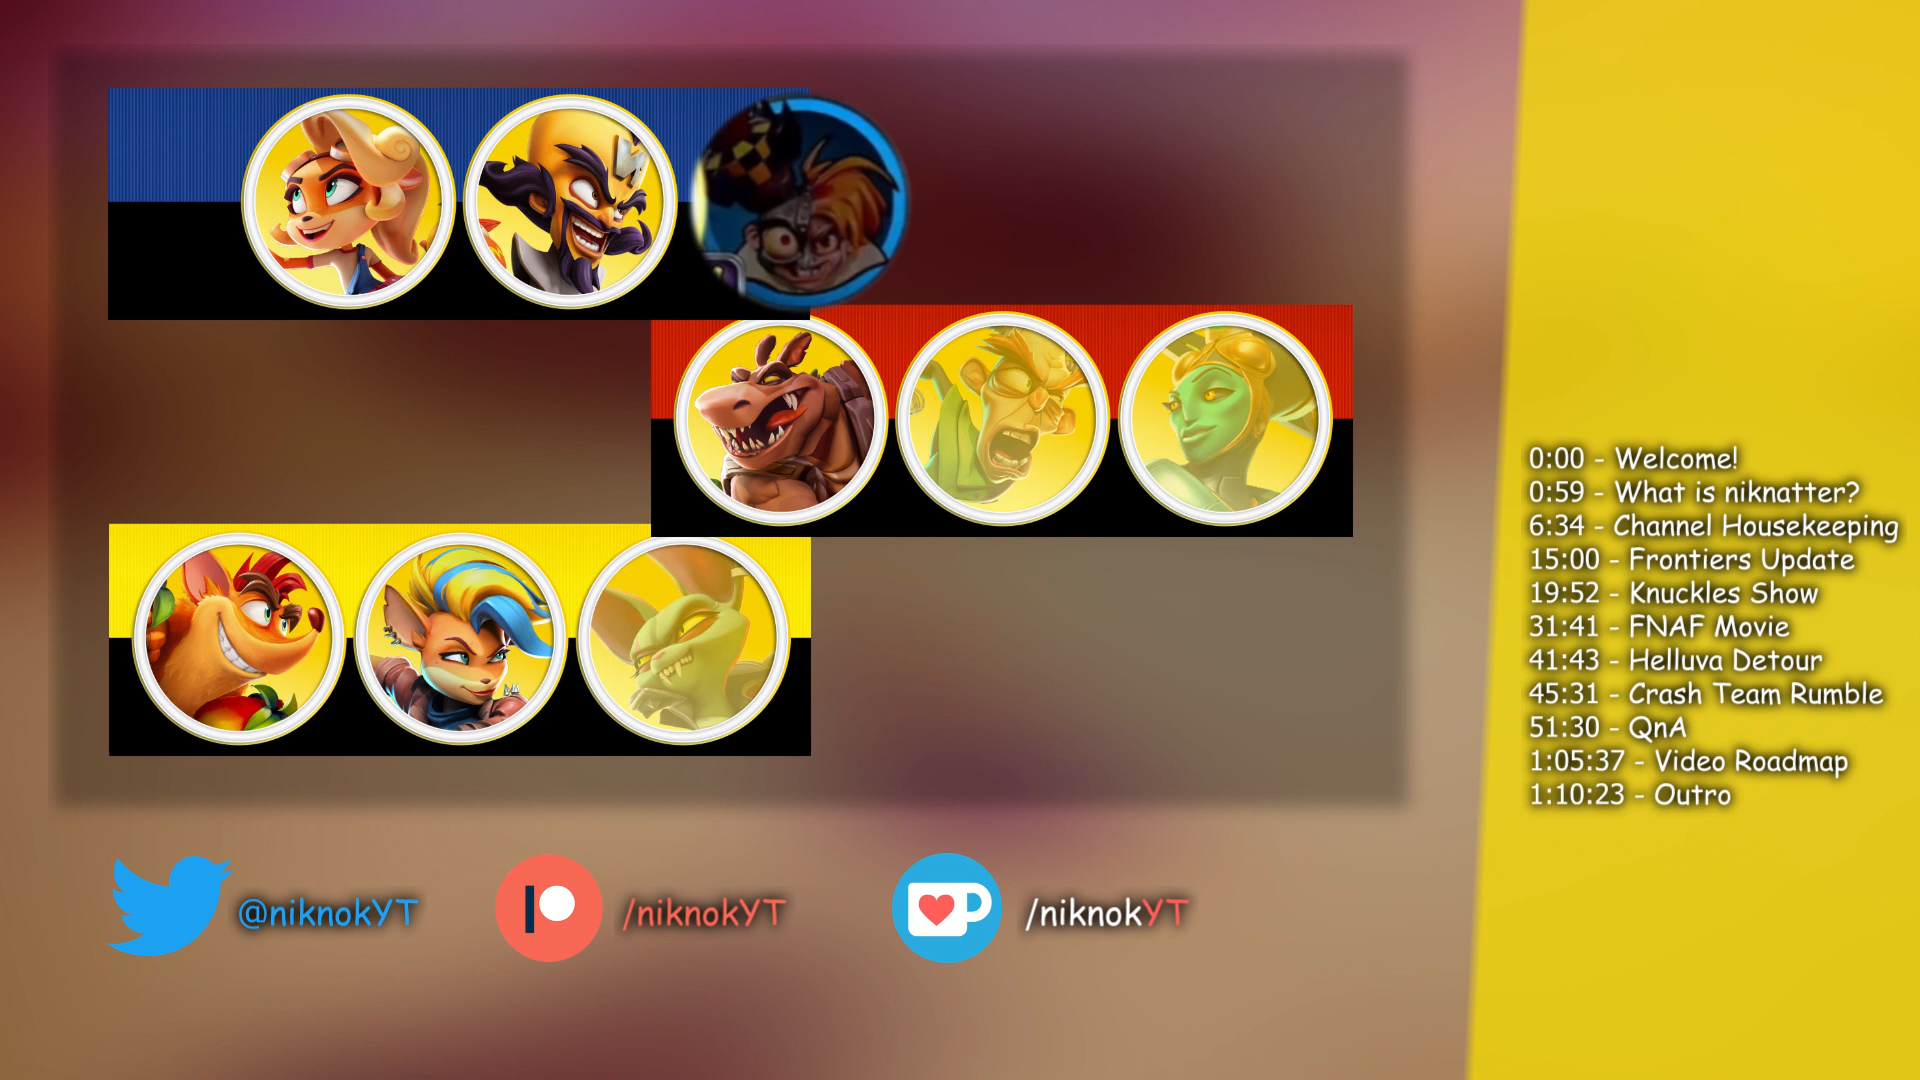 0:00 - Welcome!
0:59 - What is niknatter?
6:34 - Channel Housekeeping
15:00 - Frontiers Update
19:52 - Knuckles Show
31:41 - FNAF Movie
41:43 - Helluva Detour
45:31 - Crash Team Rumble
51:30 - QnA
1:05:37 - Video Roadmap
1:10:23 - Outro
@niknokYT
/niknokYT
/niknokYT